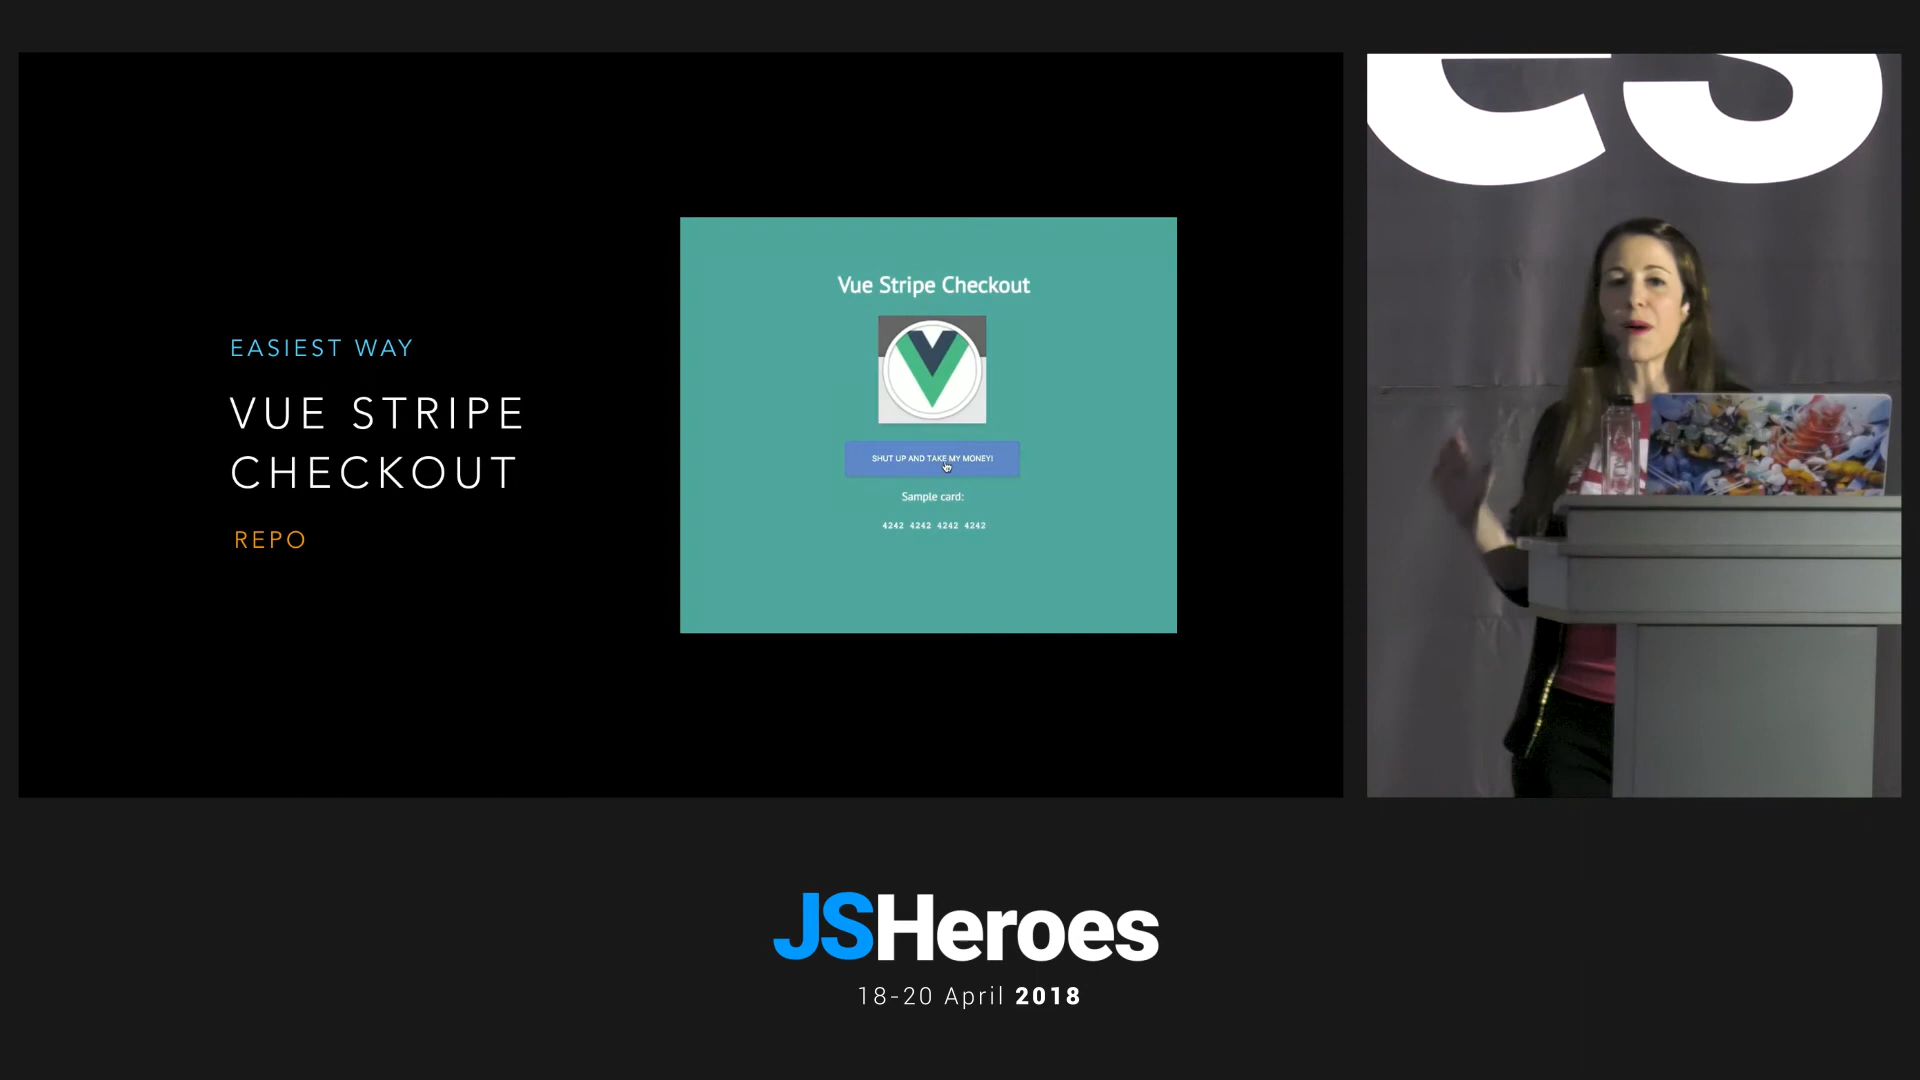 EASIEST WAY
VUE STRIPE
CHECKOUT
REPO
Vue Stripe Checkout
SHUT UP AND TAKE MY MONEY!
Sample card:
4242 4242 4242 4242
es
JSHeroes
18-20 April 2018